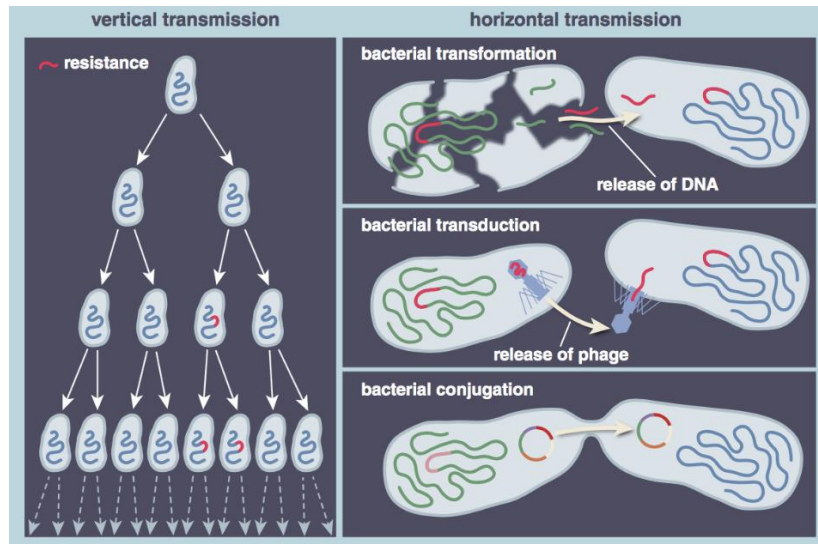 vertical transmission
resistance
horizontal transmission
bacterial transformation
release of DNA
bacterial transduction
release of phage
bacterial conjugation